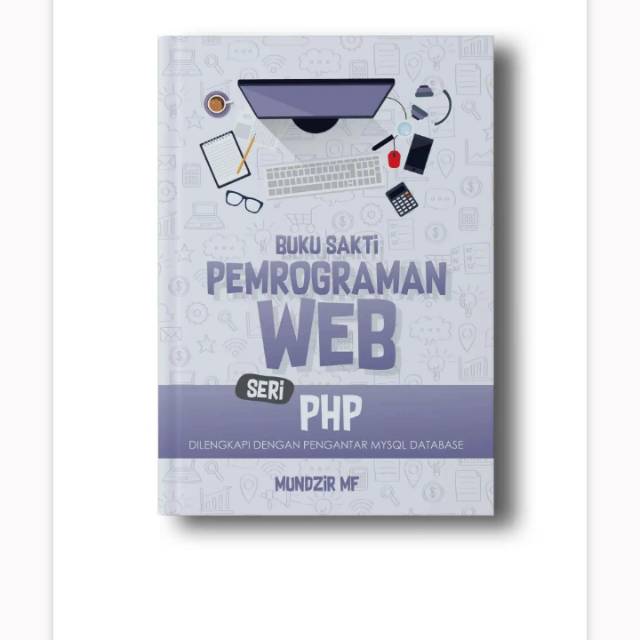 BUKU SAKTI
PEMROGRAMAN
WEB
SERI
PHP
DILENGKAPI DENGAN PENGANTAR MYSQL DATABASE
MUNDZIR MF